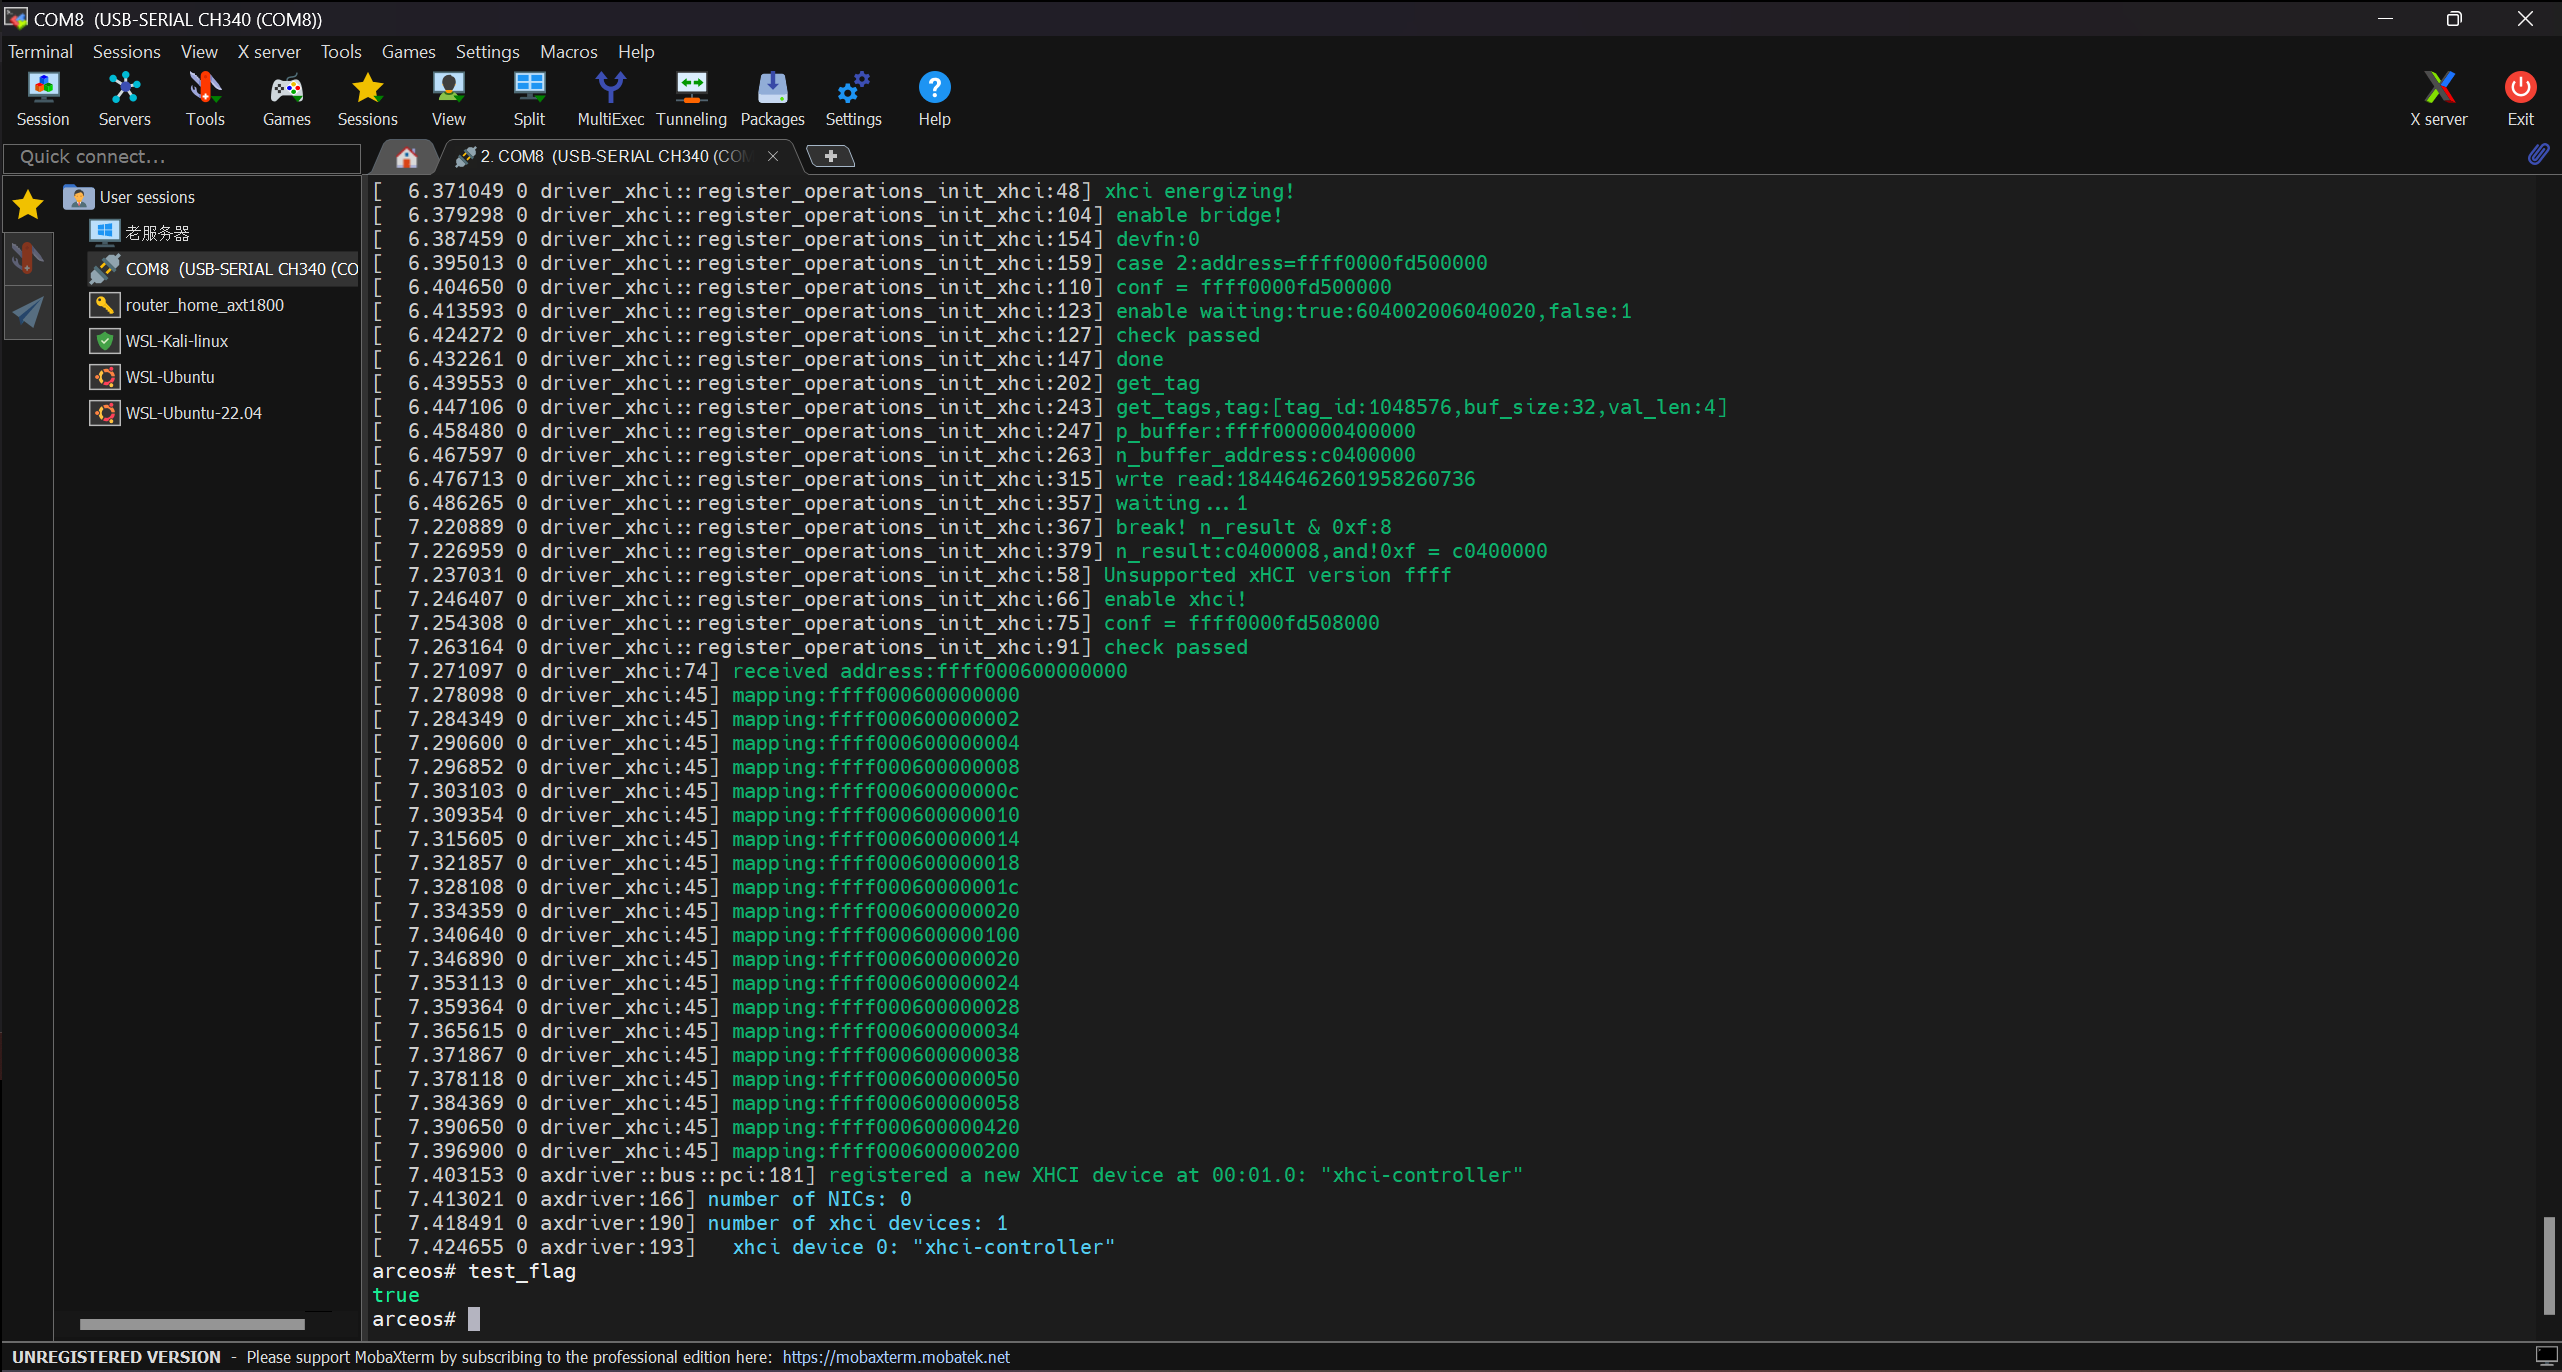 COM8 (USB-SERIAL CH340 (COM8))
Terminal Sessions View X server Tools Games Settings Macros Help
Session Servers Tools Games Sessions View Split MultiExec Tunneling Packages Settings Help X server Exit
Quick connect...
2. COM8 (USB-SERIAL CH340 (COM
User sessions
老服务器
COM8 (USB-SERIAL CH340 (CO
router_home_axt1800
WSL-Kali-linux
WSL-Ubuntu
WSL-Ubuntu-22.04
[  6.371049 0 driver_xhci::register_operations_init_xhci:48] xhci energizing!
[  6.379298 0 driver_xhci::register_operations_init_xhci:104] enable bridge!
[  6.387459 0 driver_xhci::register_operations_init_xhci:154] devfn:0
[  6.395013 0 driver_xhci::register_operations_init_xhci:159] case 2:address=ffff0000fd500000
[  6.404650 0 driver_xhci::register_operations_init_xhci:110] conf = ffff0000fd500000
[  6.413593 0 driver_xhci::register_operations_init_xhci:123] enable waiting:true:604002006040020,false:1
[  6.424272 0 driver_xhci::register_operations_init_xhci:127] check passed
[  6.432261 0 driver_xhci::register_operations_init_xhci:147] done
[  6.439553 0 driver_xhci::register_operations_init_xhci:202] get_tag
[  6.447106 0 driver_xhci::register_operations_init_xhci:243] get_tags,tag:[tag_id:1048576,buf_size:32,val_len:4]
[  6.458480 0 driver_xhci::register_operations_init_xhci:247] p_buffer:ffff000000400000
[  6.467597 0 driver_xhci::register_operations_init_xhci:263] n_buffer_address:c0400000
[  6.476713 0 driver_xhci::register_operations_init_xhci:315] wrte read:18446462601958260736
[  6.486265 0 driver_xhci::register_operations_init_xhci:357] waiting...1
[  7.220889 0 driver_xhci::register_operations_init_xhci:367] break! n_result & 0xf:8
[  7.226959 0 driver_xhci::register_operations_init_xhci:379] n_result:c0400008,and!0xf = c0400000
[  7.237031 0 driver_xhci::register_operations_init_xhci:58] Unsupported xHCI version ffff
[  7.246407 0 driver_xhci::register_operations_init_xhci:66] enable xhci!
[  7.254308 0 driver_xhci::register_operations_init_xhci:75] conf = ffff0000fd508000
[  7.263164 0 driver_xhci::register_operations_init_xhci:91] check passed
[  7.271097 0 driver_xhci:74] received address:ffff000600000000
[  7.278098 0 driver_xhci:45] mapping:ffff000600000000
[  7.284349 0 driver_xhci:45] mapping:ffff000600000002
[  7.290600 0 driver_xhci:45] mapping:ffff000600000004
[  7.296852 0 driver_xhci:45] mapping:ffff000600000008
[  7.303103 0 driver_xhci:45] mapping:ffff00060000000c
[  7.309354 0 driver_xhci:45] mapping:ffff000600000010
[  7.315605 0 driver_xhci:45] mapping:ffff000600000014
[  7.321857 0 driver_xhci:45] mapping:ffff000600000018
[  7.328108 0 driver_xhci:45] mapping:ffff00060000001c
[  7.334359 0 driver_xhci:45] mapping:ffff000600000020
[  7.340640 0 driver_xhci:45] mapping:ffff000600000100
[  7.346890 0 driver_xhci:45] mapping:ffff000600000020
[  7.353113 0 driver_xhci:45] mapping:ffff000600000024
[  7.359364 0 driver_xhci:45] mapping:ffff000600000028
[  7.365615 0 driver_xhci:45] mapping:ffff000600000034
[  7.371867 0 driver_xhci:45] mapping:ffff000600000038
[  7.378118 0 driver_xhci:45] mapping:ffff000600000050
[  7.384369 0 driver_xhci:45] mapping:ffff000600000058
[  7.390650 0 driver_xhci:45] mapping:ffff000600000420
[  7.396900 0 driver_xhci:45] mapping:ffff000600000200
[  7.403153 0 axdriver::bus::pci:181] registered a new XHCI device at 00:01.0: "xhci-controller"
[  7.413021 0 axdriver:166] number of NICs: 0
[  7.418491 0 axdriver:190] number of xhci devices: 1
[  7.424655 0 axdriver:193]   xhci device 0: "xhci-controller"
arceos# test_flag
true
arceos#
UNREGISTERED VERSION - Please support MobaXterm by subscribing to the professional edition here: https://mobaxterm.mobatek.net